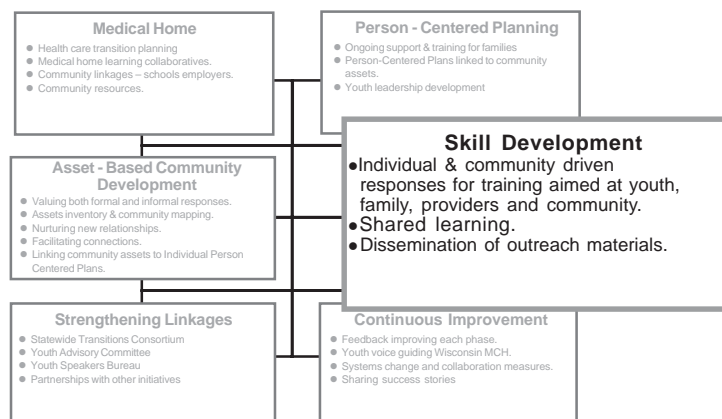 Medical Home
● Health care transition planning
● Medical home learning collaboratives.
● Community linkages – schools employers.
● Community resources.
Person - Centered Planning
● Ongoing support & training for families
● Person-Centered Plans linked to community
assets.
● Youth leadership development
Asset - Based Community
Development
● Valuing both formal and informal responses.
● Assets inventory & community mapping.
● Nurturing new relationships.
● Facilitating connections.
● Linking community assets to Individual Person
Centered Plans.
Skill Development
●Individual & community driven
responses for training aimed at youth,
family, providers and community.
●Shared learning.
●Dissemination of outreach materials.
Strengthening Linkages
● Statewide Transitions Consortium
● Youth Advisory Committee
● Youth Speakers Bureau
● Partnerships with other initiatives
Continuous Improvement
● Feedback improving each phase.
● Youth voice guiding Wisconsin MCH.
● Systems change and collaboration measures.
● Sharing success stories